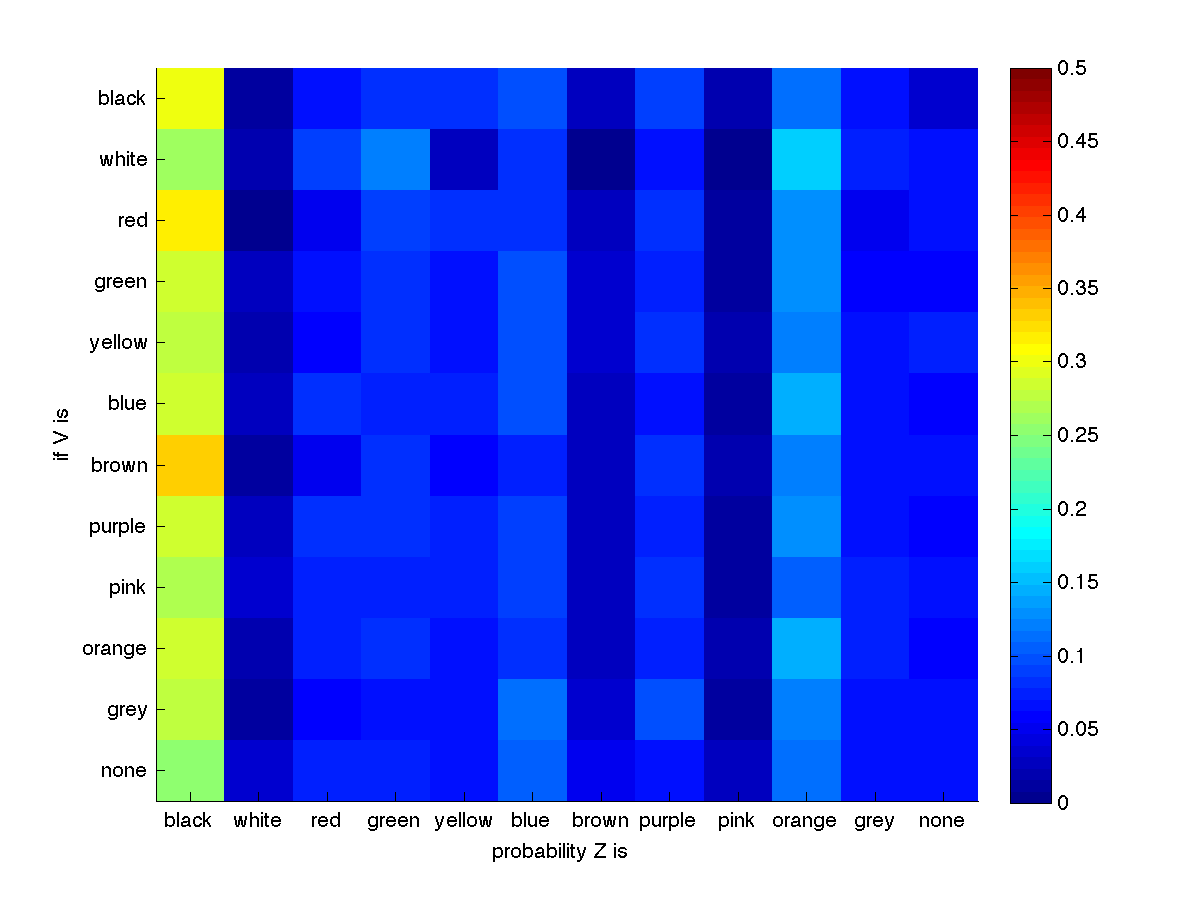 black
white
red
green
yellow
blue
brown
purple
pink
orange
grey
none
if V is
black white red green yellow blue brown purple pink orange grey none
probability Z is
0.5
0.45
0.4
0.35
0.3
0.25
0.2
0.15
0.1
0.05
0